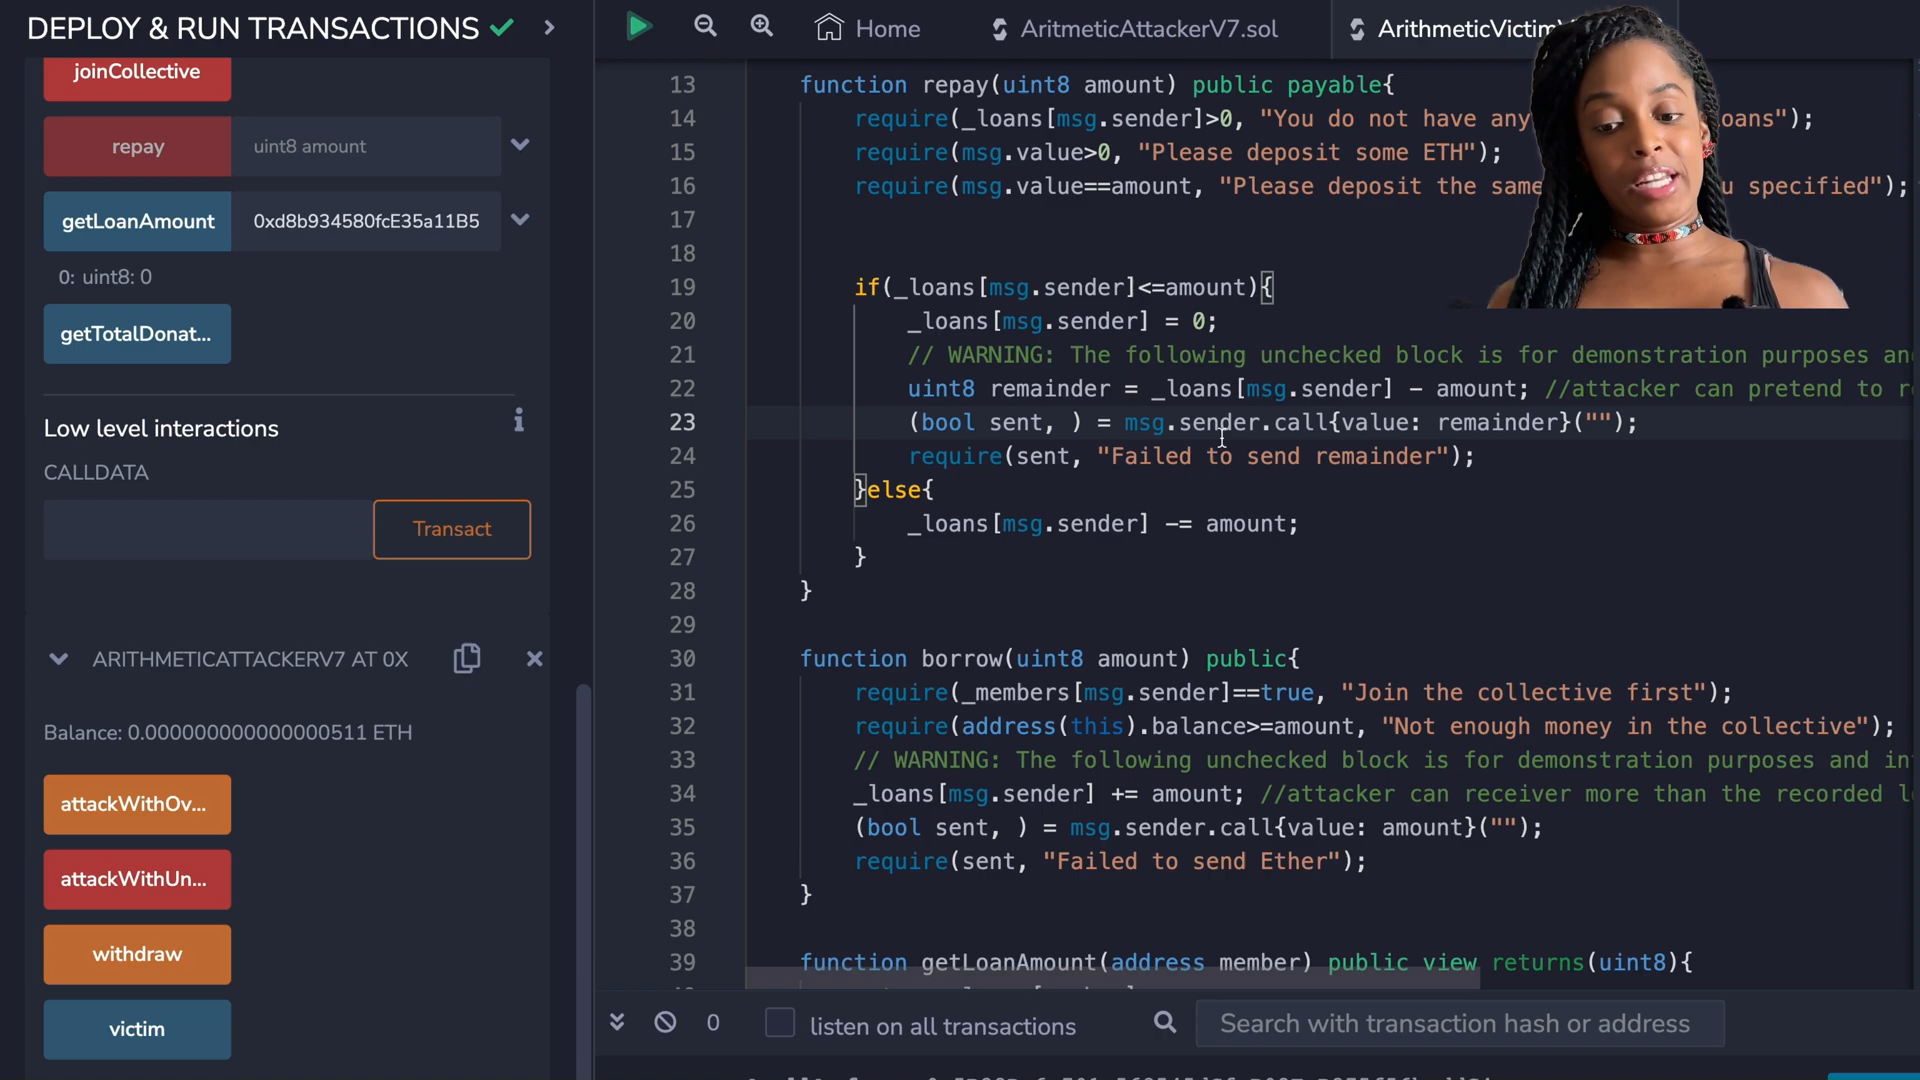 DEPLOY & RUN TRANSACTIONS
joinCollective
repay uint8 amount
getLoanAmount 0xd8b934580fcE35a11B5
0: uint8: 0
getTotalDonat...
Low level interactions
i
CALLDATA
Transact
ARITHMETICATTACKERV7 AT 0X
Balance: 0.000000000000000511 ETH
attackWithOv...
attackWithUn...
withdraw
victim
Home AritmeticAttackerV7.sol ArithmeticVictim
13 function repay(uint8 amount) public payable{
14 require(_loans[msg.sender]>0, "You do not have any oans");
15 require(msg.value>0, "Please deposit some ETH");
16 require(msg.value==amount, "Please deposit the same u specified");
17
18
19 if(_loans[msg.sender]<=amount){
20 _loans[msg.sender] = 0;
21 // WARNING: The following unchecked block is for demonstration purposes an
22 uint8 remainder = _loans[msg.sender] - amount; //attacker can pretend to r
23 (bool sent, ) = msg.sender.call{value: remainder}("");
24 require(sent, "Failed to send remainder");
25 }else{
26 _loans[msg.sender] -= amount;
27 }
28 }
29
30 function borrow(uint8 amount) public{
31 require(_members[msg.sender]==true, "Join the collective first");
32 require(address(this).balance>=amount, "Not enough money in the collective");
33 // WARNING: The following unchecked block is for demonstration purposes and in
34 _loans[msg.sender] += amount; //attacker can receiver more than the recorded l
35 (bool sent, ) = msg.sender.call{value: amount}("");
36 require(sent, "Failed to send Ether");
37 }
38
39 function getLoanAmount(address member) public view returns(uint8){
0 listen on all transactions Search with transaction hash or address